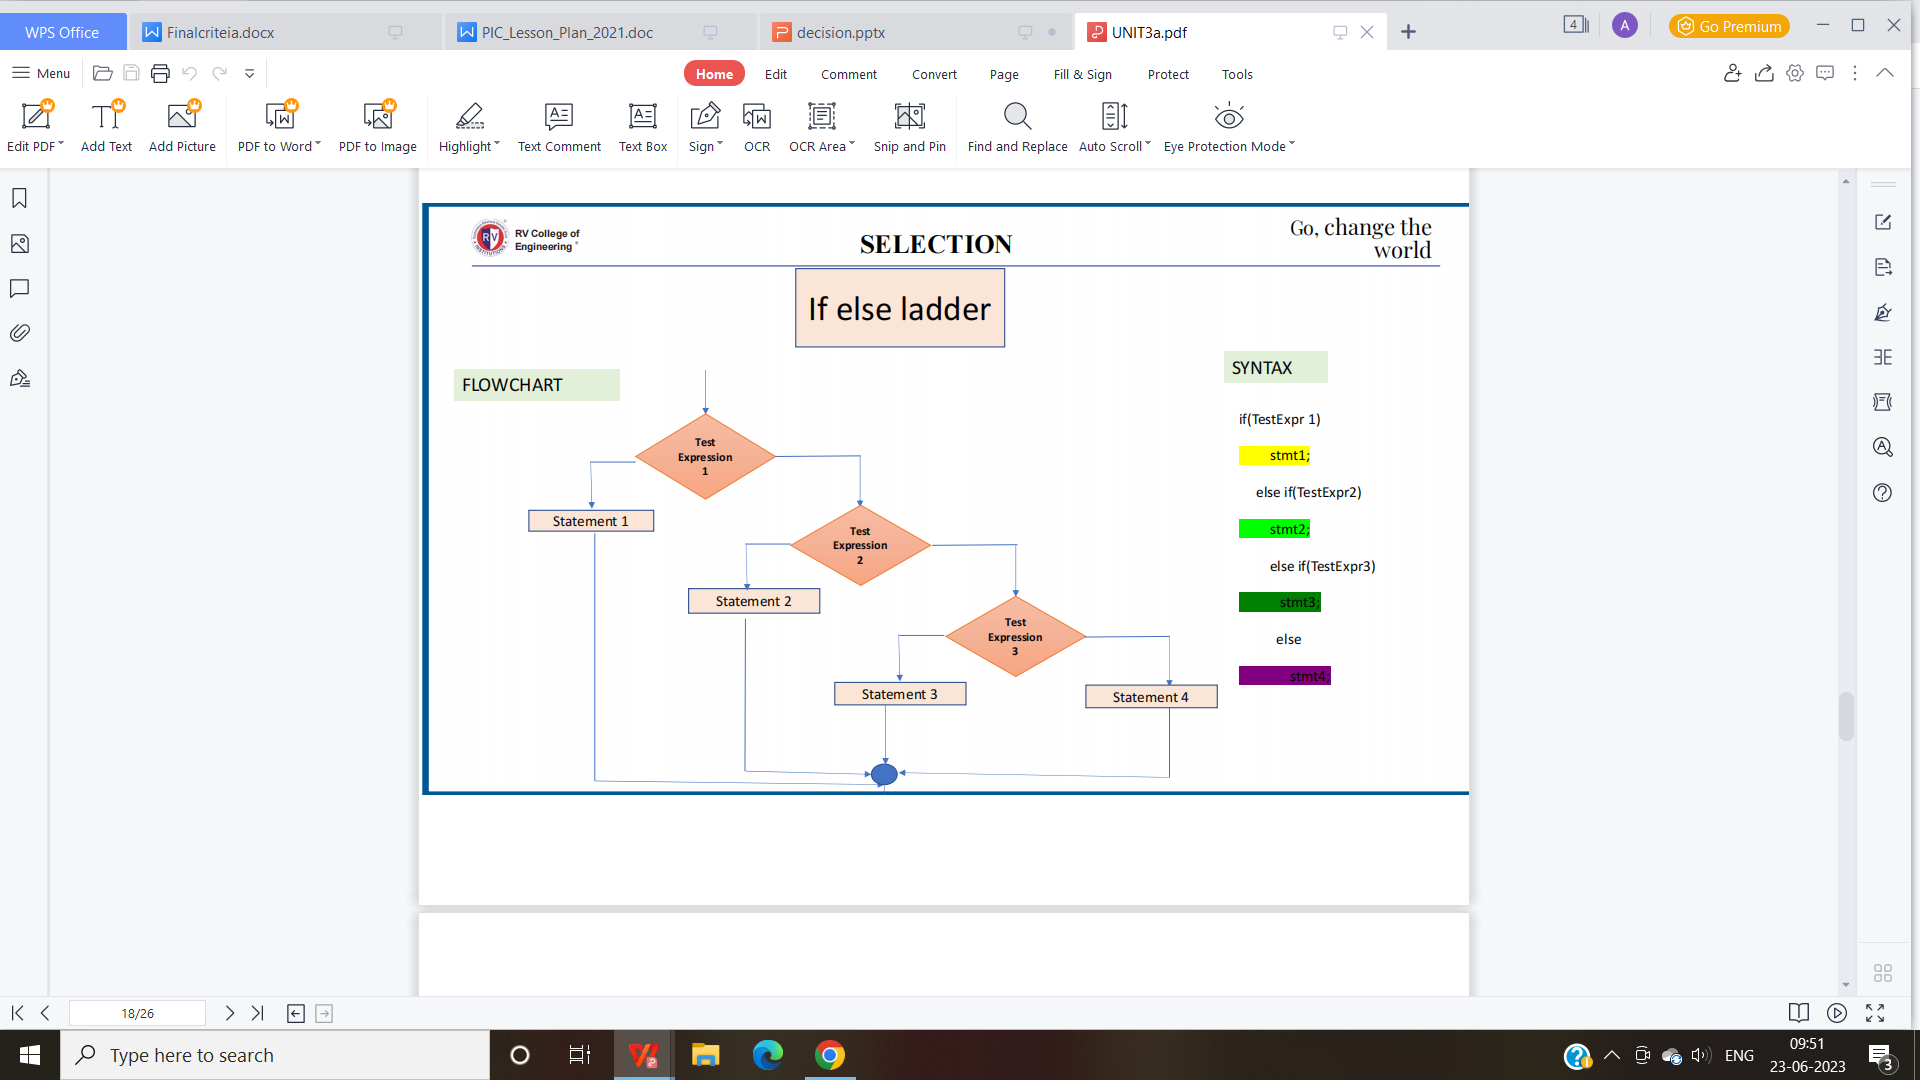 WPS Office
Finalcriteia.docx
PIC_Lesson_Plan_2021.doc
decision.pptx
UNIT3a.pdf
4
A
Go Premium
Menu
Home
Edit
Comment
Convert
Page
Fill & Sign
Protect
Tools
Edit PDF
Add Text
Add Picture
PDF to Word
PDF to Image
Highlight
Text Comment
Text Box
Sign
OCR
OCR Area
Snip and Pin
Find and Replace
Auto Scroll
Eye Protection Mode
RV College of
Engineering
SELECTION
Go, change the
world
If else ladder
FLOWCHART
Test
Expression
1
Statement 1
Test
Expression
2
Statement 2
Test
Expression
3
Statement 3
Statement 4
SYNTAX
if(TestExpr 1)
stmt1;
else if(TestExpr2)
stmt2;
else if(TestExpr3)
stmt3;
else
stmt4;
18/26
Type here to search
ENG
09:51
23-06-2023
3